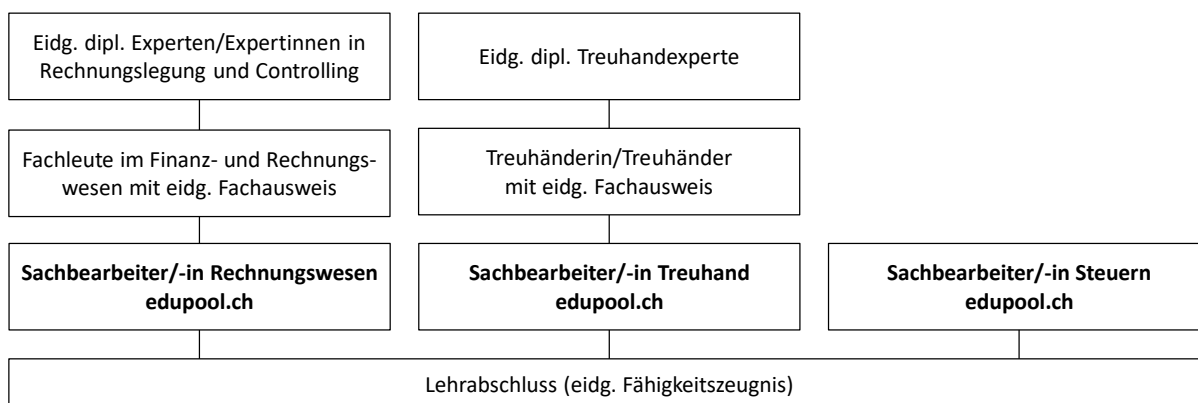 Eidg. dipl. Experten/Expertinnen in
Rechnungslegung und Controlling
Eidg. dipl. Treuhandexperte
Fachleute im Finanz- und Rechnungs-
wesen mit eidg. Fachausweis
Treuhänderin/Treuhänder
mit eidg. Fachausweis
Sachbearbeiter/-in Rechnungswesen
edupool.ch
Sachbearbeiter/-in Treuhand
edupool.ch
Sachbearbeiter/-in Steuern
edupool.ch
Lehrabschluss (eidg. Fähigkeitszeugnis)